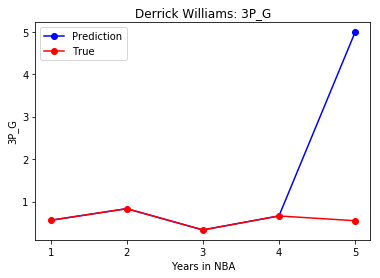 Derrick Williams: 3P_G
Prediction
True
5
4
3
2
1
3P_G
1 2 3 4 5
Years in NBA